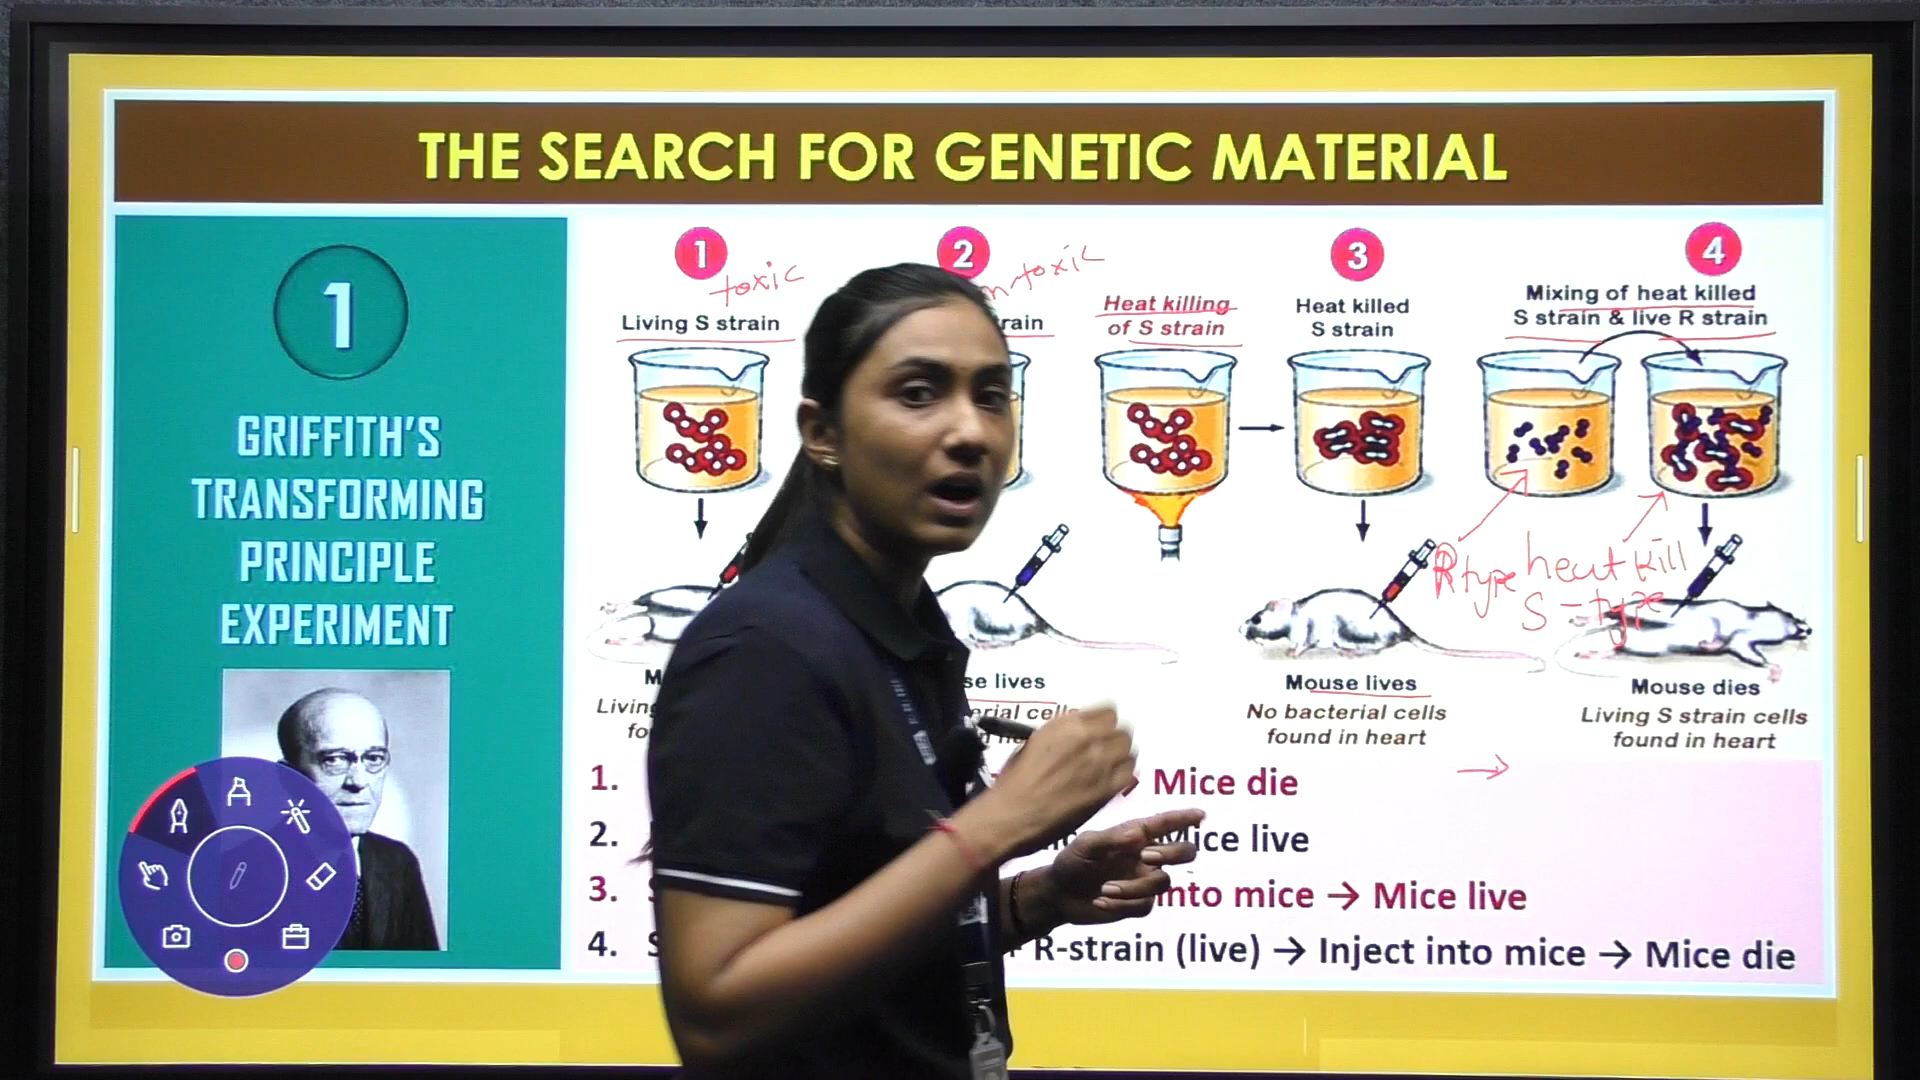 THE SEARCH FOR GENETIC MATERIAL
1
GRIFFITH'S
TRANSFORMING
PRINCIPLE
EXPERIMENT
1
toxic
Living S strain
2
toxic
Heat killing
of S strain
3
Heat killed
S strain
4
Mixing of heat killed
S strain & live R strain
R type
heat kill
S-type
lives
Mouse lives
No bacterial cells
found in heart
Mouse dies
Living S strain cells
found in heart
Living
1. Mice die
2. Mice live
3. into mice → Mice live
4. R-strain (live) → Inject into mice → Mice die